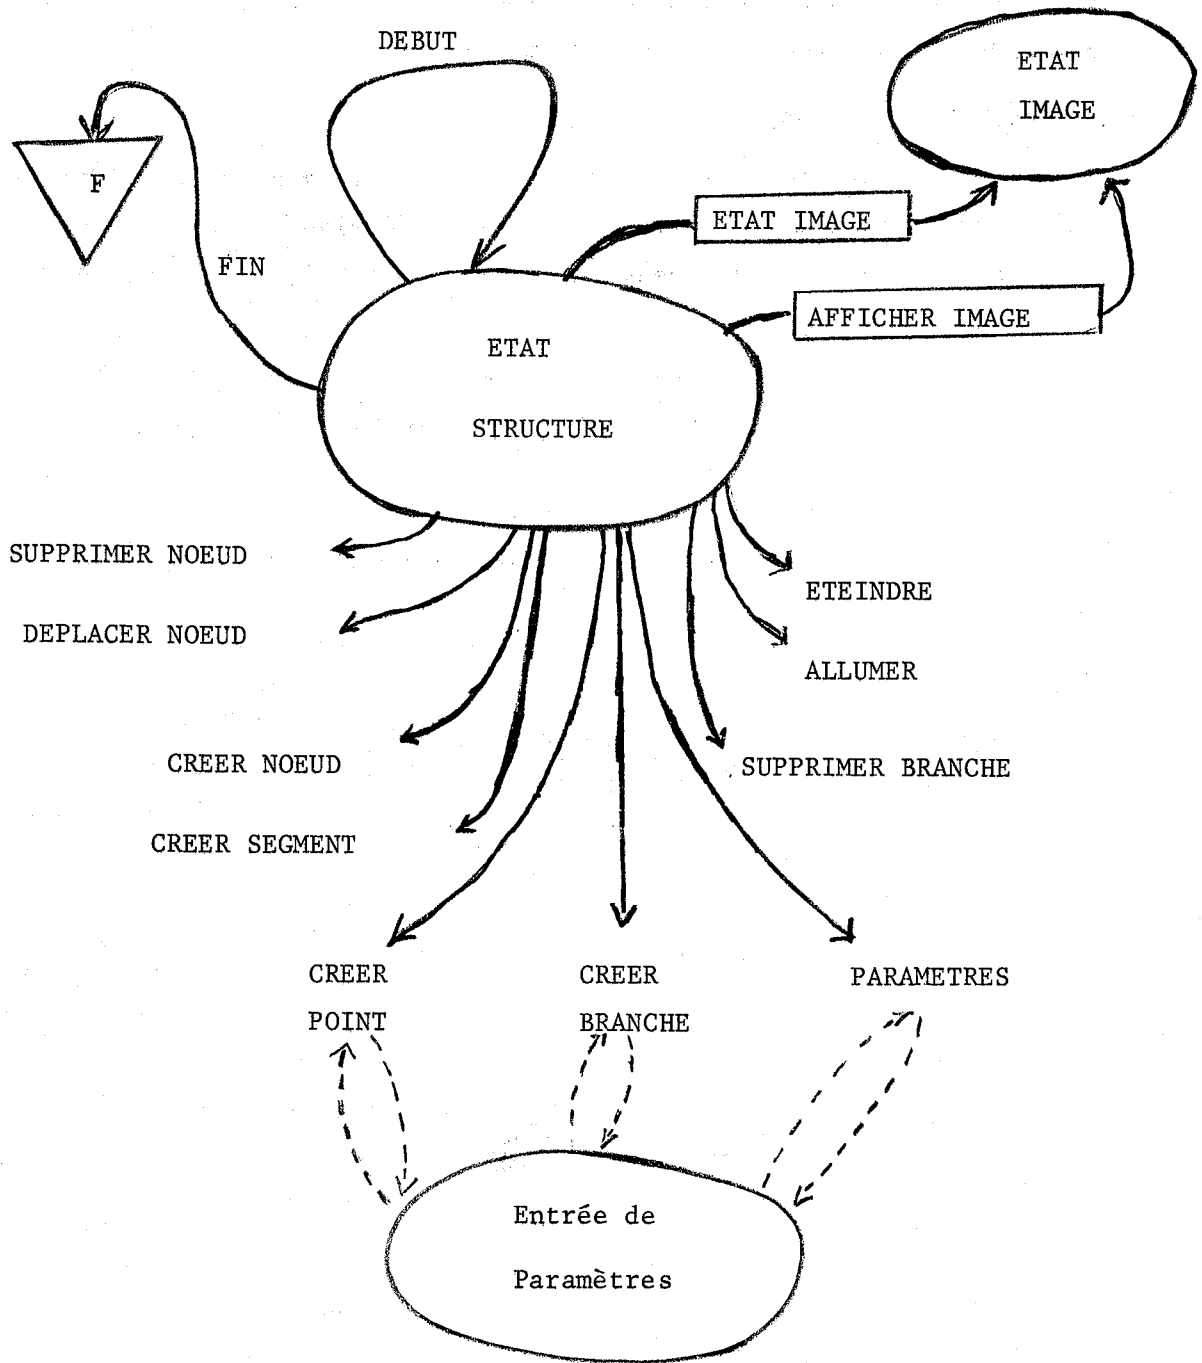 DEBUT
ETAT
IMAGE
F
ETAT IMAGE
FIN
AFFICHER IMAGE
ETAT
STRUCTURE
SUPPRIMER NOEUD
ETEINDRE
DEPLACER NOEUD
ALLUMER
CREER NOEUD
SUPPRIMER BRANCHE
CREER SEGMENT
CREER
POINT
CREER
BRANCHE
PARAMETRES
Entrée de
Paramètres